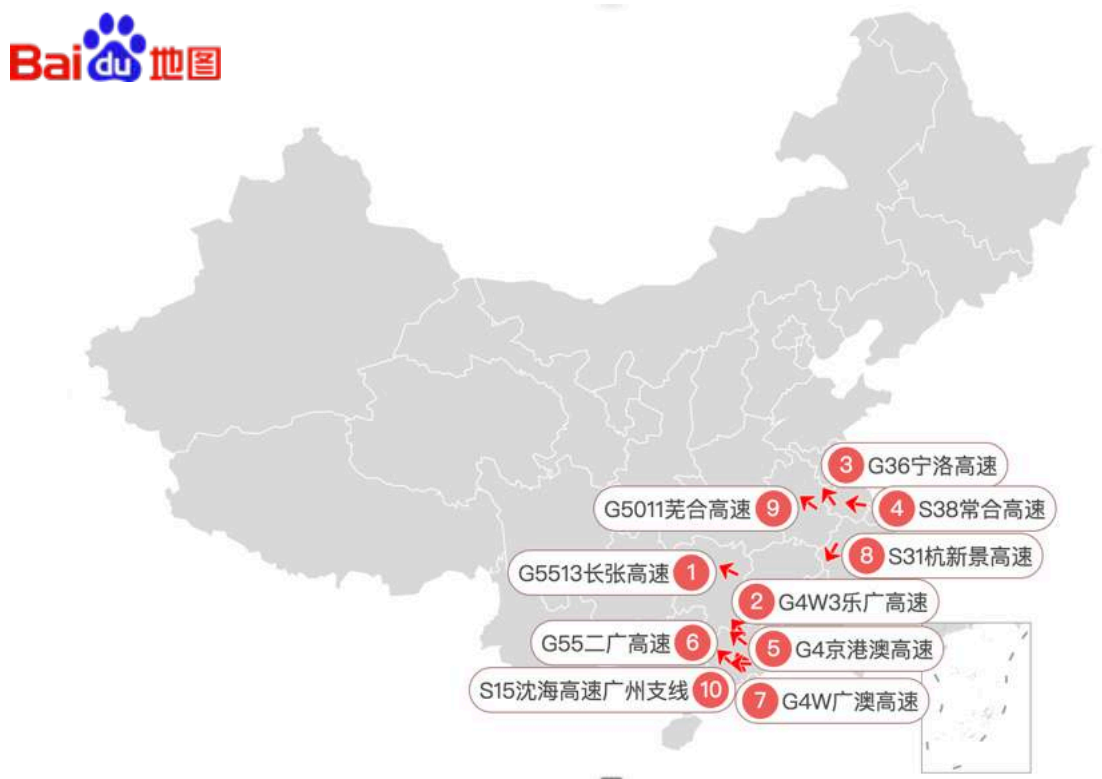 Baidu地图
3 G36宁洛高速
G5011芜合高速 9
4 S38常合高速
8 S31杭新景高速
G5513长张高速 1
2 G4W3乐广高速
G55二广高速 6
5 G4京港澳高速
S15沈海高速广州支线 10
7 G4W广澳高速